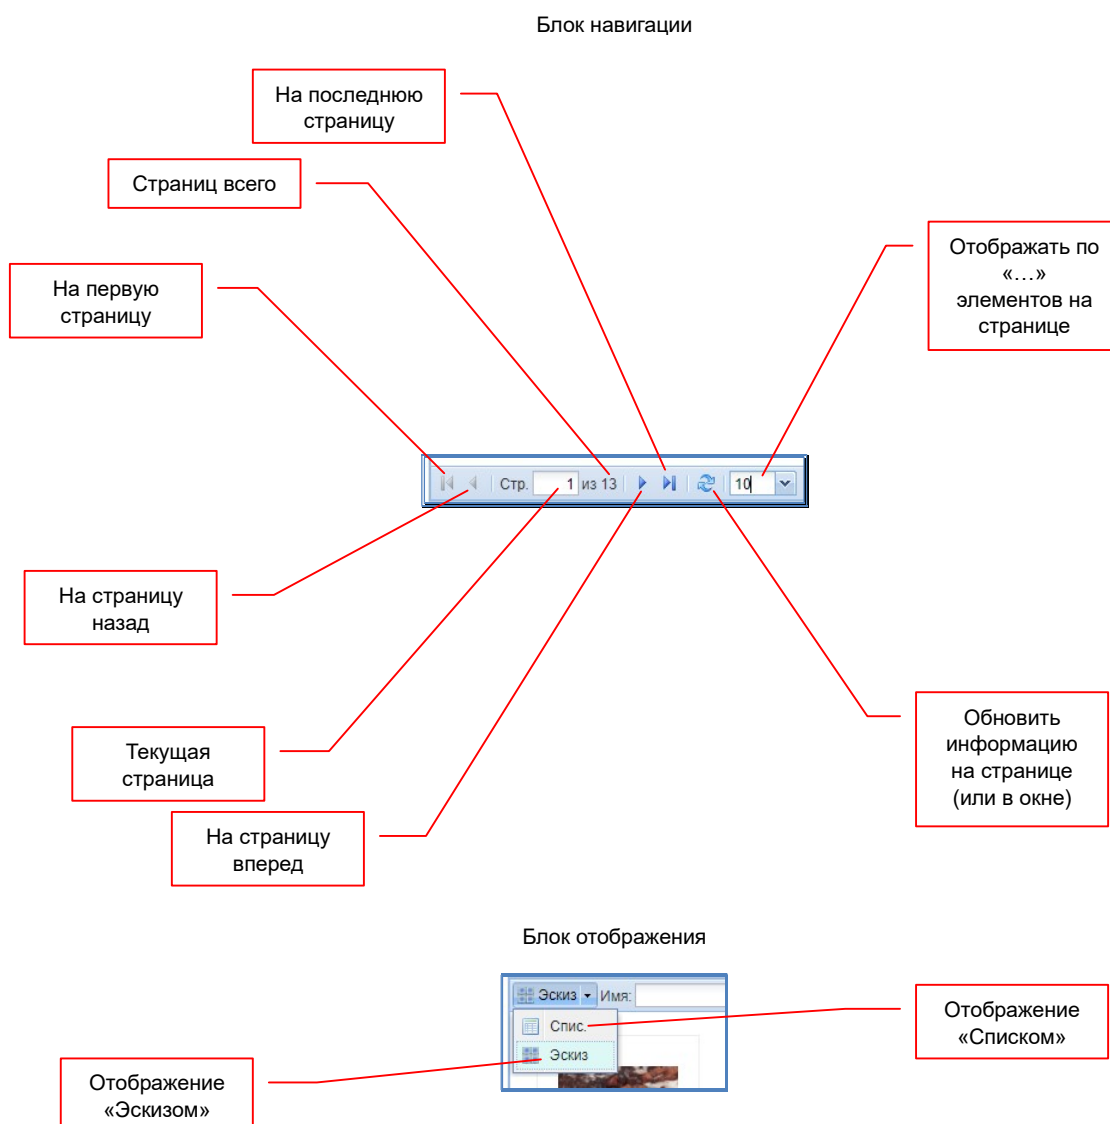 Блок навигации
На последнюю
страницу
Страниц всего
Отображать по
«…»
элементов на
странице
На первую
страницу
Стр. 1 из 13 10
На страницу
назад
Обновить
информацию
на странице
(или в окне)
Текущая
страница
На страницу
вперед
Блок отображения
Эскиз Имя:
Спис.
Эскиз
Отображение
«Списком»
Отображение
«Эскизом»